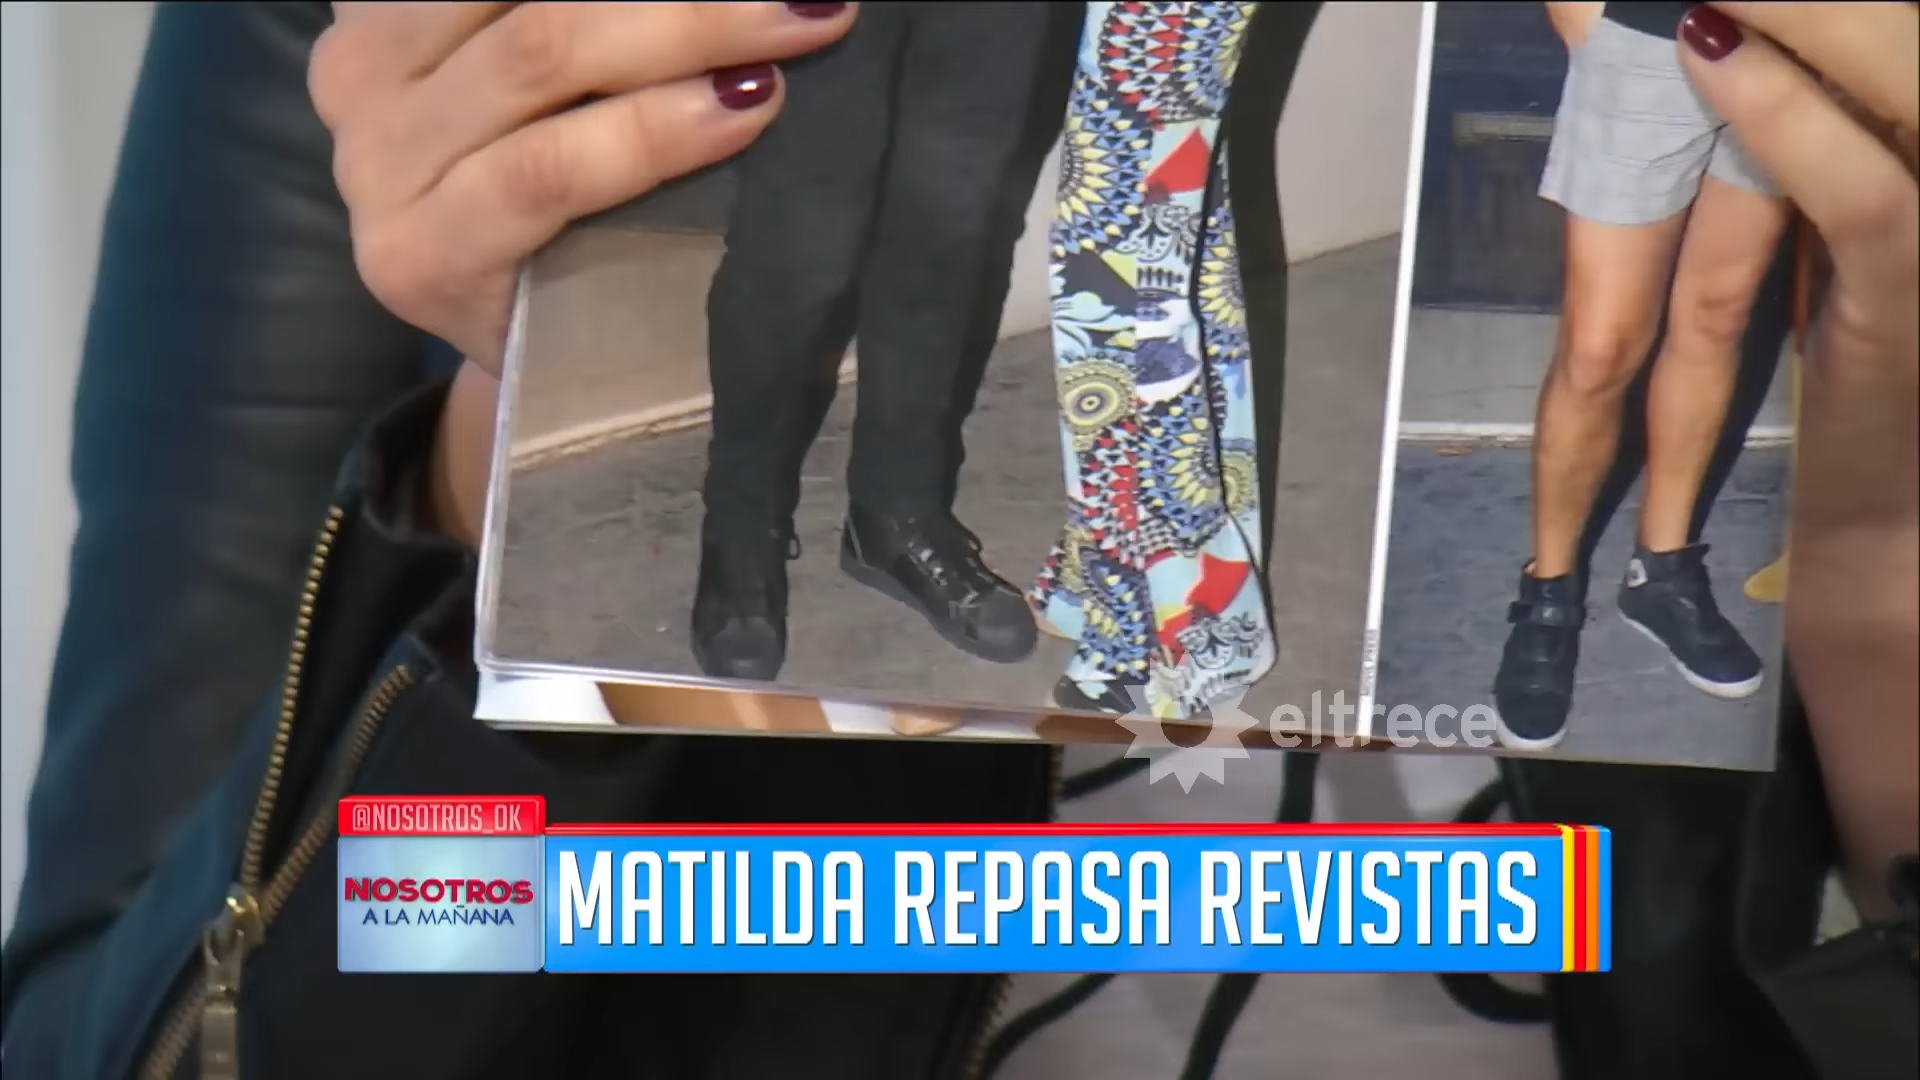 eltrece
@NOSOTROS_OK
NOSOTROS
A LA MAÑANA
MATILDA REPASA REVISTAS